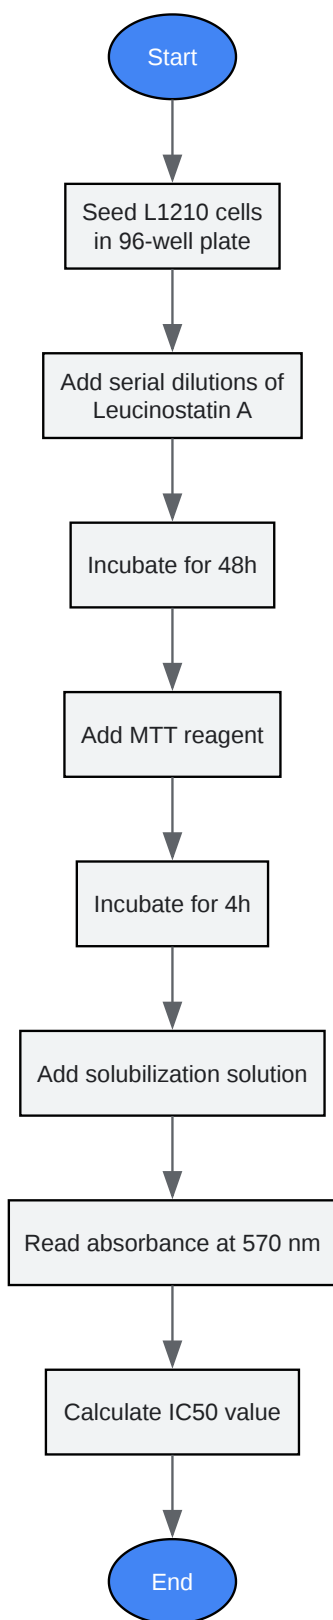 Start
Seed L1210 cells
in 96-well plate
Add serial dilutions of
Leucinostatin A
Incubate for 48h
Add MTT reagent
Incubate for 4h
Add solubilization solution
Read absorbance at 570 nm
Calculate IC50 value
End